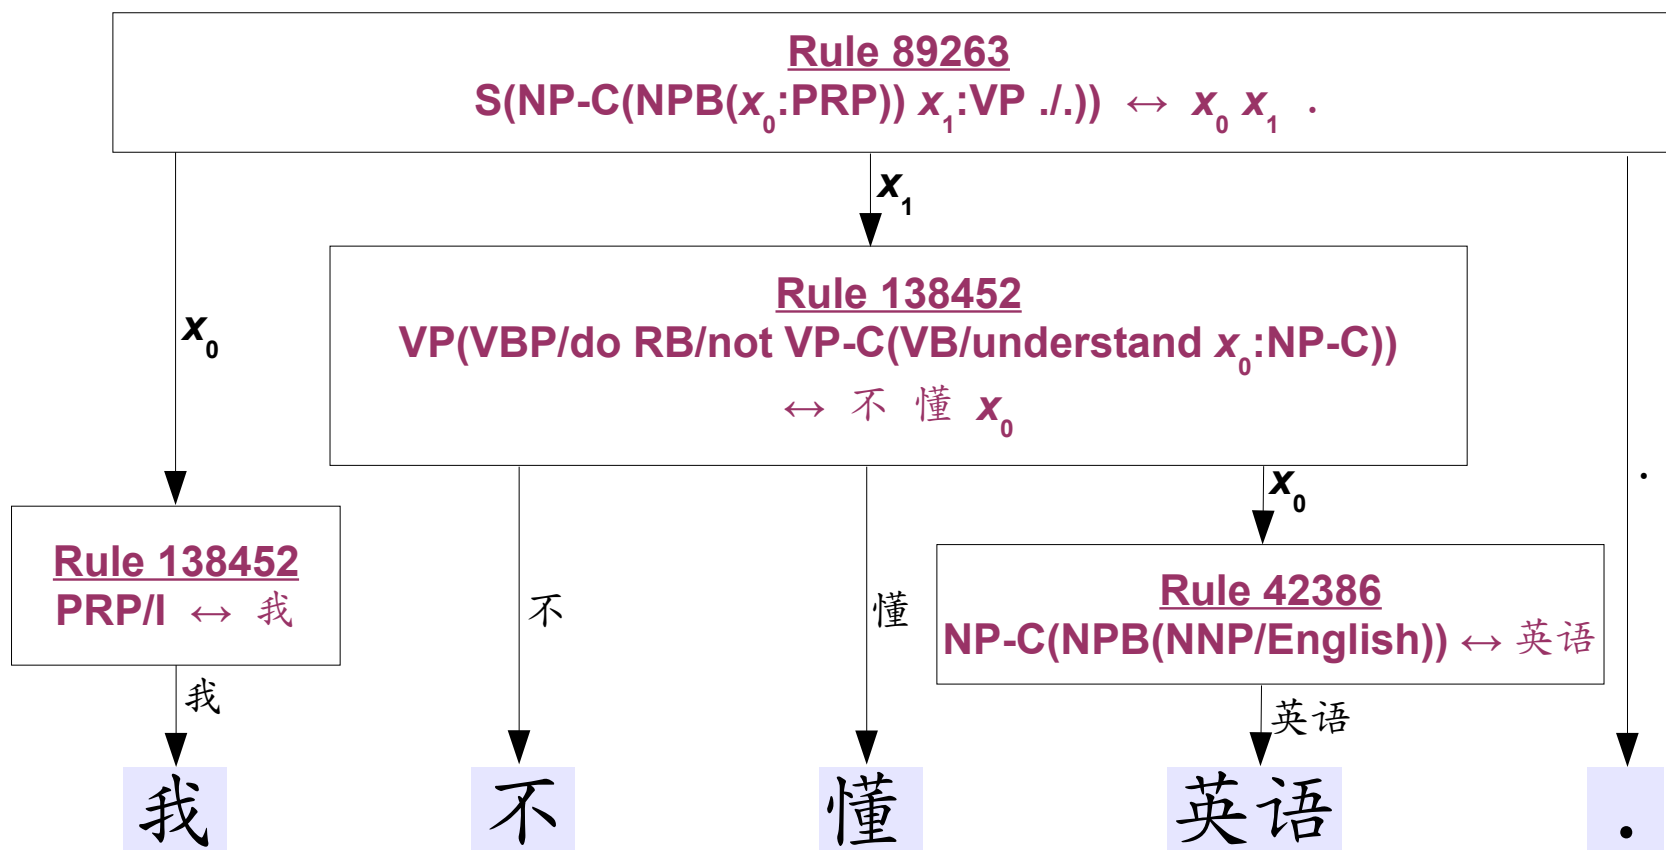 Rule 89263
S(NP-C(NPB(x0:PRP)) x1:VP ./.)) ↔ x0 x1 .
x1
Rule 138452
VP(VBP/do RB/not VP-C(VB/understand x0:NP-C))
↔ 不 懂 x0
x0
x0
.
Rule 138452
PRP/I ↔ 我
不
懂
Rule 42386
NP-C(NPB(NNP/English)) ↔ 英语
我
英语
我 不 懂 英语 .